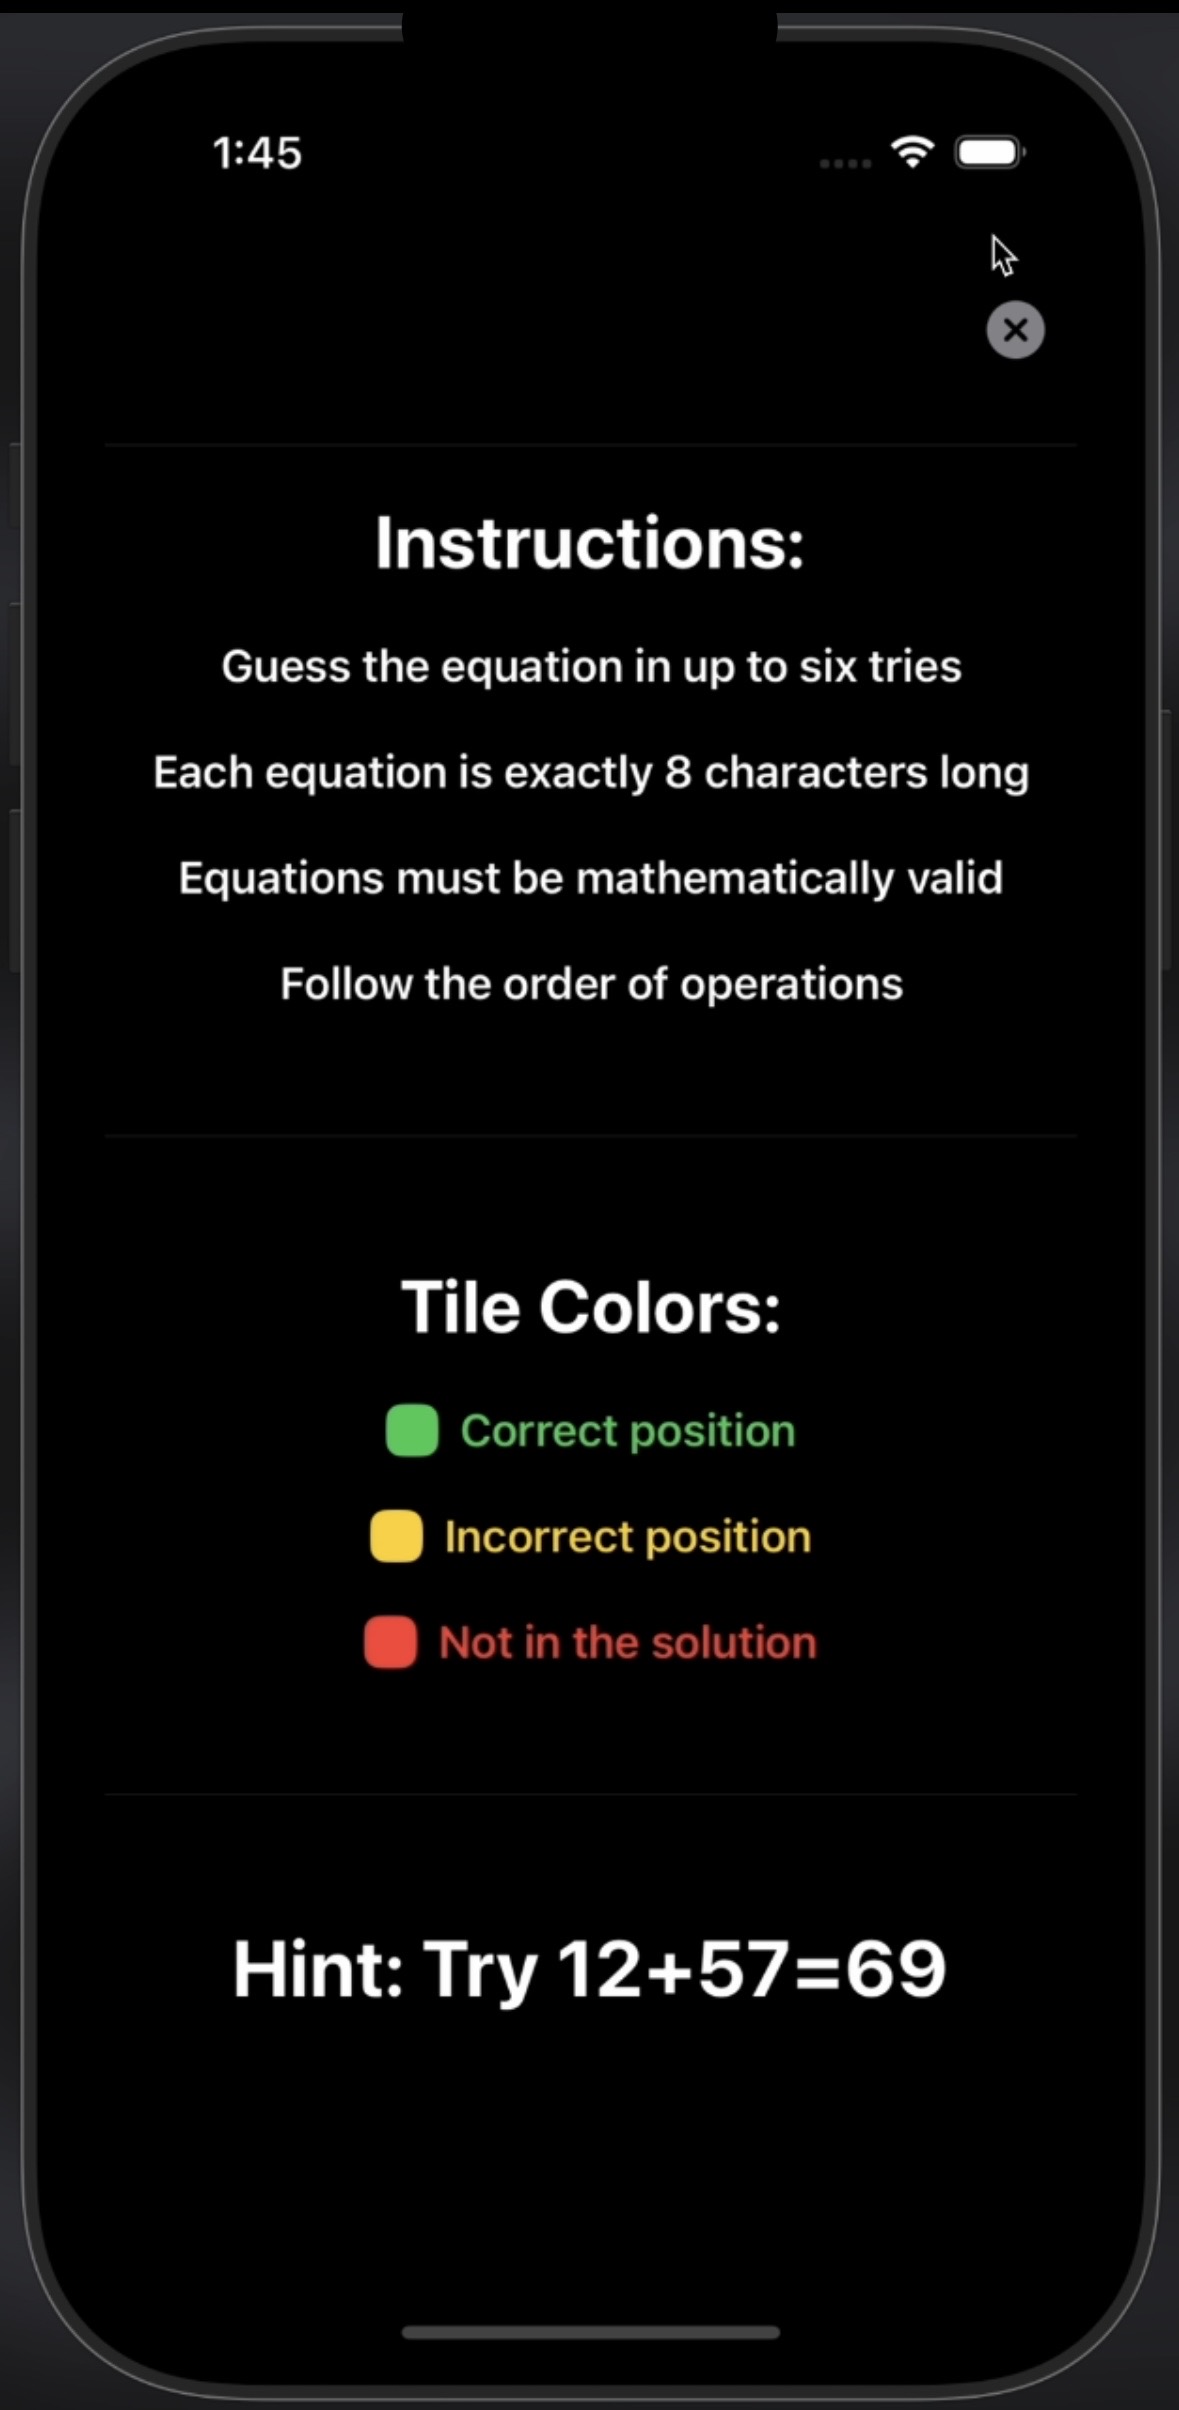 1:45
Instructions:
Guess the equation in up to six tries
Each equation is exactly 8 characters long
Equations must be mathematically valid
Follow the order of operations
Tile Colors:
Correct position
Incorrect position
Not in the solution
Hint: Try 12+57=69